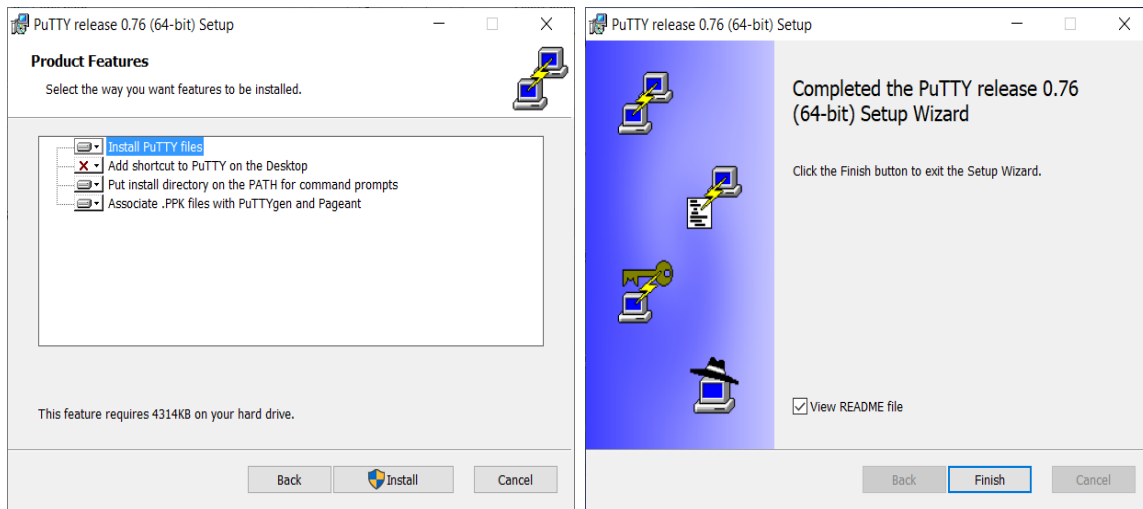 PuTTY release 0.76 (64-bit) Setup
Product Features
Select the way you want features to be installed.
Install PuTTY files
Add shortcut to PuTTY on the Desktop
Put install directory on the PATH for command prompts
Associate .PPK files with PuTTYgen and Pageant
This feature requires 4314KB on your hard drive.
Back
Install
Cancel
PuTTY release 0.76 (64-bit) Setup
Completed the PuTTY release 0.76
(64-bit) Setup Wizard
Click the Finish button to exit the Setup Wizard.
View README file
Back
Finish
Cancel